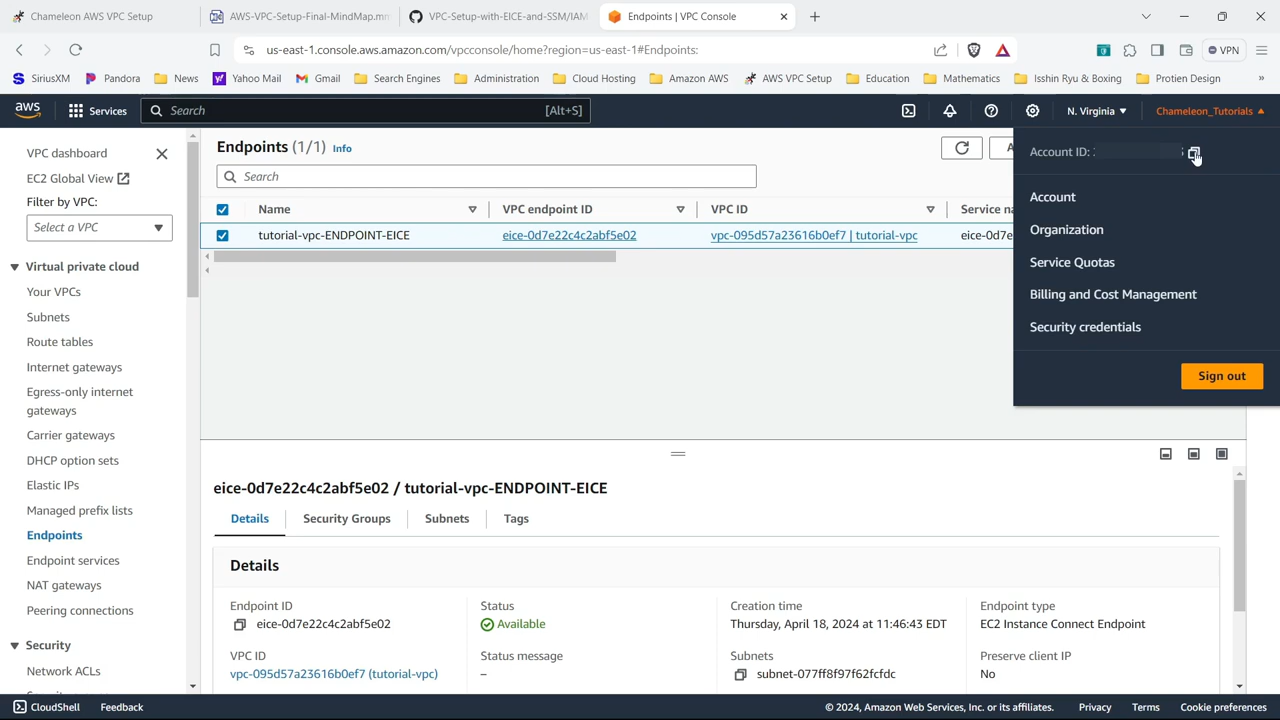 Chameleon AWS VPC Setup
AWS-VPC-Setup-Final-MindMap.mn
VPC-Setup-with-EICE-and-SSM/IAM
Endpoints | VPC Console
us-east-1.console.aws.amazon.com/vpcconsole/home?region=us-east-1#Endpoints:
VPN
SiriusXM
Pandora
News
Yahoo Mail
Gmail
Search Engines
Administration
Cloud Hosting
Amazon AWS
AWS VPC Setup
Education
Mathematics
Isshin Ryu & Boxing
Protien Design
»
aws
Services
Search
[Alt+S]
N. Virginia
Chameleon_Tutorials
VPC dashboard
EC2 Global View
Filter by VPC:
Select a VPC
Virtual private cloud
Your VPCs
Subnets
Route tables
Internet gateways
Egress-only internet
gateways
Carrier gateways
DHCP option sets
Elastic IPs
Managed prefix lists
Endpoints
Endpoint services
NAT gateways
Peering connections
Security
Network ACLs
Endpoints (1/1) Info
A
Search
Name
VPC endpoint ID
VPC ID
Service na
tutorial-vpc-ENDPOINT-EICE
eice-0d7e22c4c2abf5e02
vpc-095d57a23616b0ef7 | tutorial-vpc
eice-0d7e
Account ID:
Account
Organization
Service Quotas
Billing and Cost Management
Security credentials
Sign out
eice-0d7e22c4c2abf5e02 / tutorial-vpc-ENDPOINT-EICE
Details
Security Groups
Subnets
Tags
Details
Endpoint ID
eice-0d7e22c4c2abf5e02
Status
Available
Creation time
Thursday, April 18, 2024 at 11:46:43 EDT
Endpoint type
EC2 Instance Connect Endpoint
VPC ID
vpc-095d57a23616b0ef7 (tutorial-vpc)
Status message
–
Subnets
subnet-077ff8f97f62fcfdc
Preserve client IP
No
CloudShell
Feedback
© 2024, Amazon Web Services, Inc. or its affiliates.
Privacy
Terms
Cookie preferences